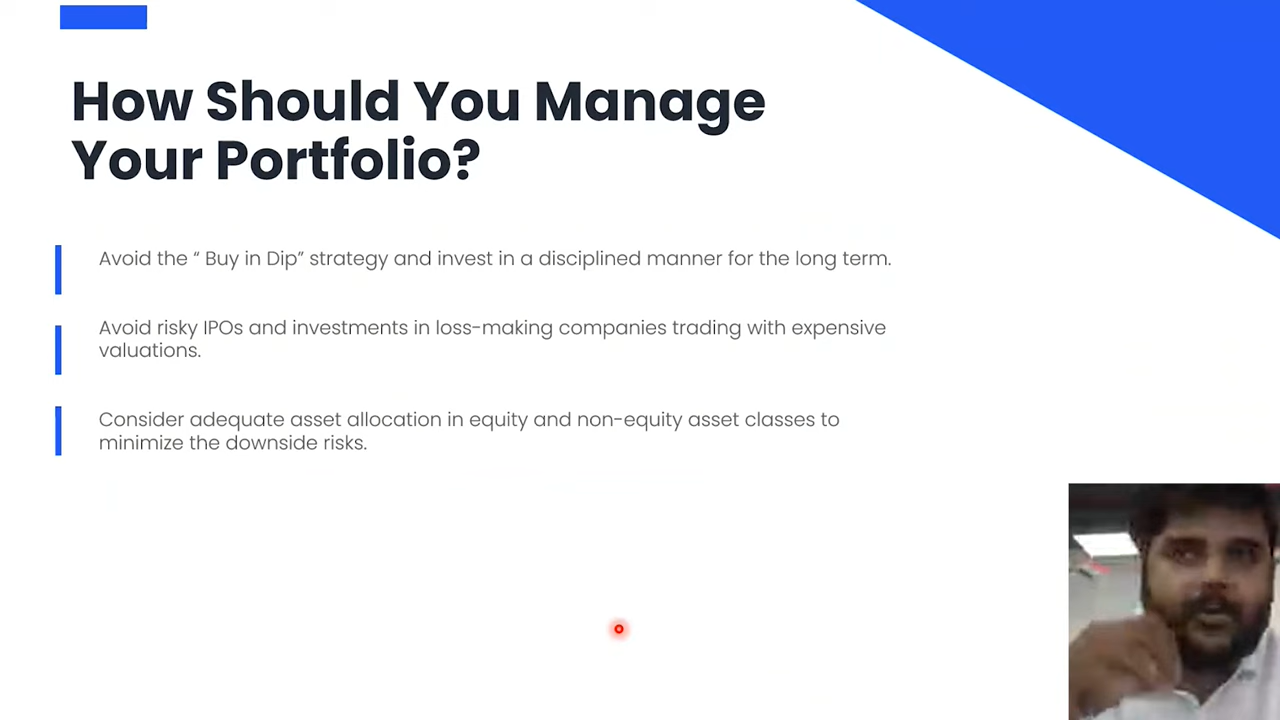 How Should You Manage
Your Portfolio?
Avoid the “ Buy in Dip” strategy and invest in a disciplined manner for the long term.
Avoid risky IPOs and investments in loss-making companies trading with expensive
valuations.
Consider adequate asset allocation in equity and non-equity asset classes to
minimize the downside risks.